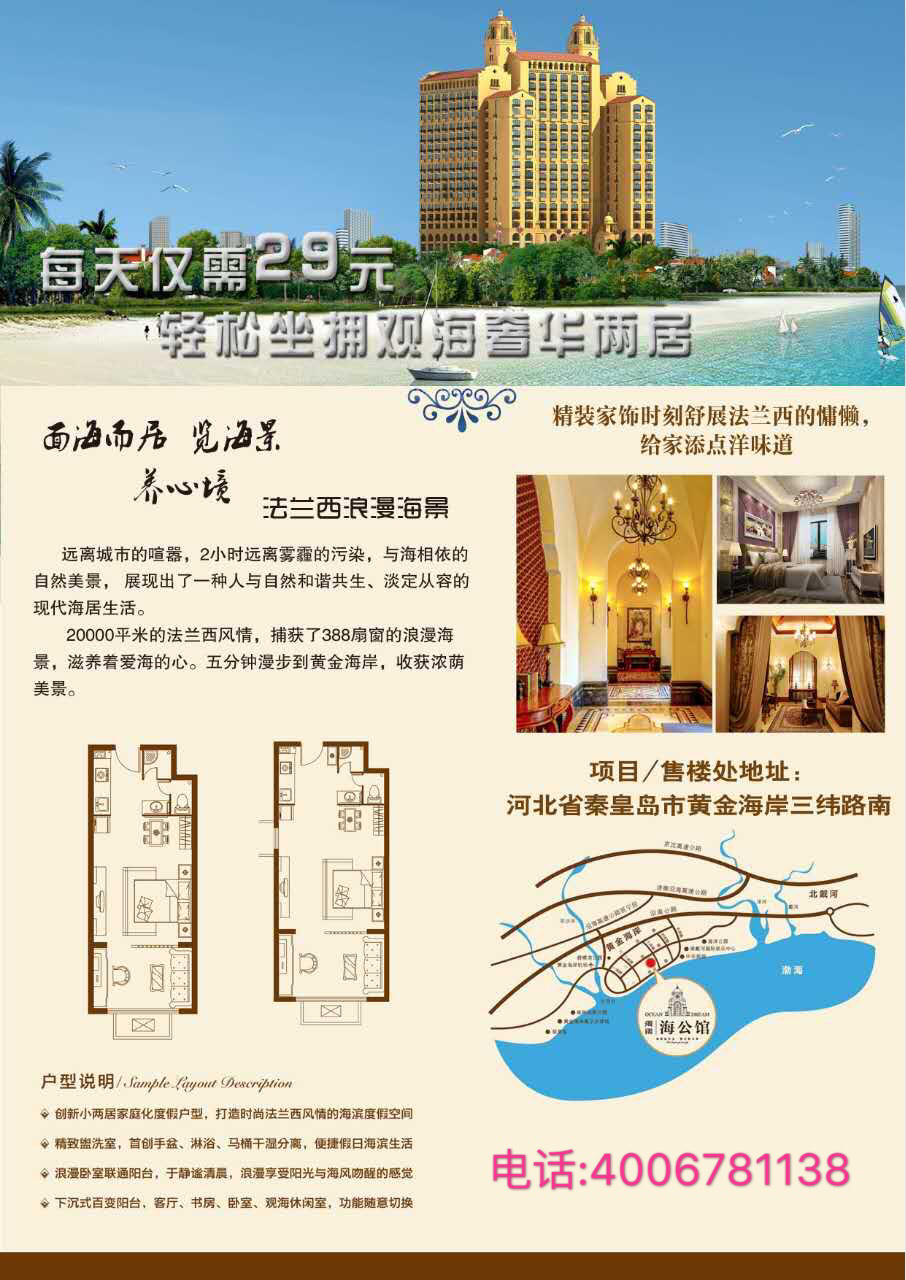 每天仅需29元
轻松坐拥观海奢华两居
面海而居 览海景
养心境
法兰西浪漫海景
远离城市的喧嚣，2小时远离雾霾的污染，与海相依的
自然美景， 展现出了一种人与自然和谐共生、淡定从容的
现代海居生活。
20000平米的法兰西风情，捕获了388扇窗的浪漫海
景，滋养着爱海的心。五分钟漫步到黄金海岸，收获浓荫
美景。
精装家饰时刻舒展法兰西的慵懒，
给家添点洋味道
项目/售楼处地址：
河北省秦皇岛市黄金海岸三纬路南
京沈高速公路
北戴河
沿海公路
黄金海岸
渤海
OCEAN DREAM
海公馆
户型说明/Sample Layout Description
创新小两居家庭化度假户型，打造时尚法兰西风情的海滨度假空间
精致盥洗室，首创手盆、淋浴、马桶干湿分离，便捷假日海滨生活
浪漫卧室联通阳台，于静谧清晨，浪漫享受阳光与海风吻醒的感觉
下沉式百变阳台，客厅、书房、卧室、观海休闲室，功能随意切换
电话:4006781138